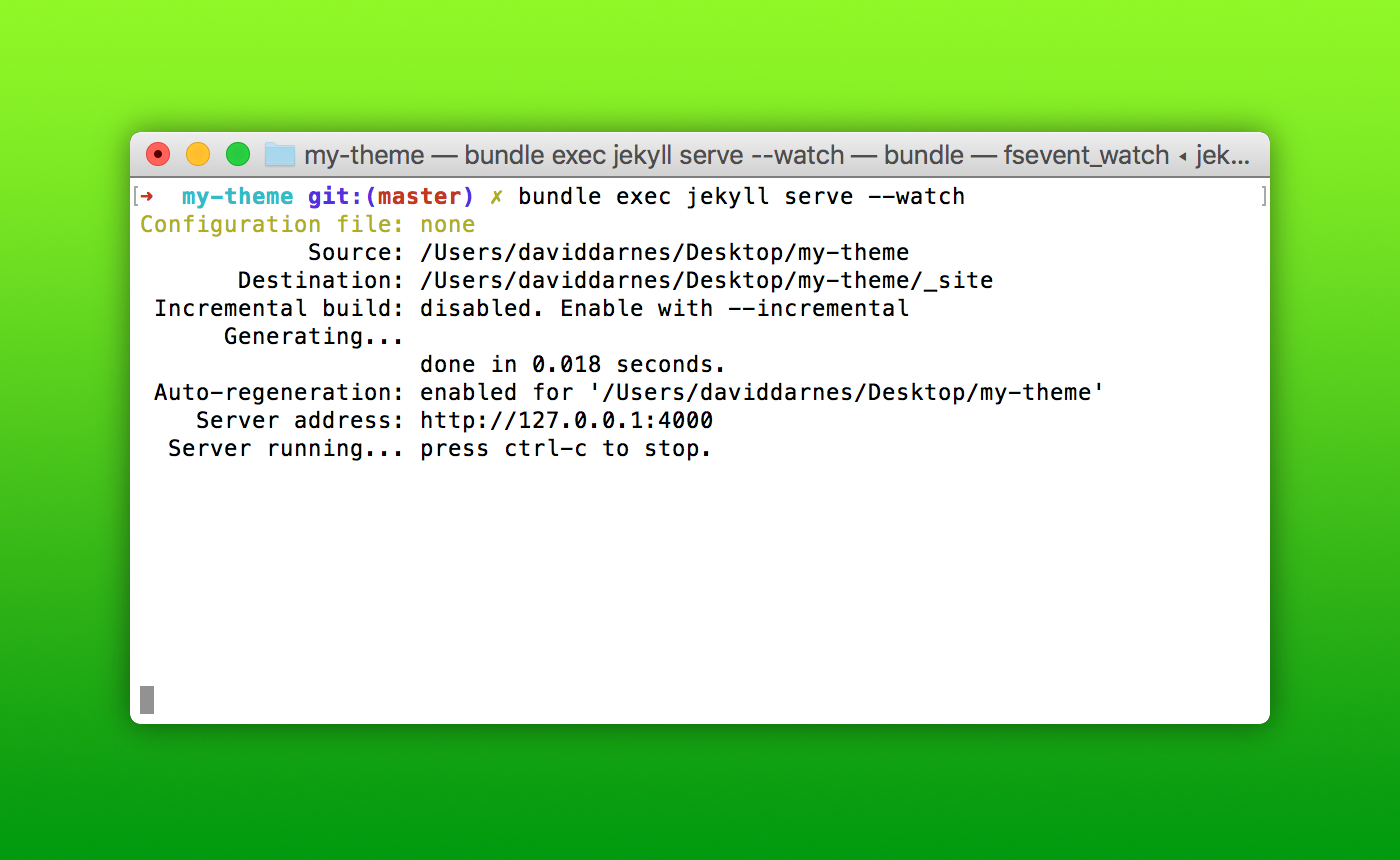 my-theme — bundle exec jekyll serve --watch — bundle — fsevent_watch ◂ jek...
[➜  my-theme git:(master) ✗ bundle exec jekyll serve --watch ]
Configuration file: none
            Source: /Users/daviddarnes/Desktop/my-theme
       Destination: /Users/daviddarnes/Desktop/my-theme/_site
 Incremental build: disabled. Enable with --incremental
      Generating...
                    done in 0.018 seconds.
 Auto-regeneration: enabled for '/Users/daviddarnes/Desktop/my-theme'
    Server address: http://127.0.0.1:4000
  Server running... press ctrl-c to stop.